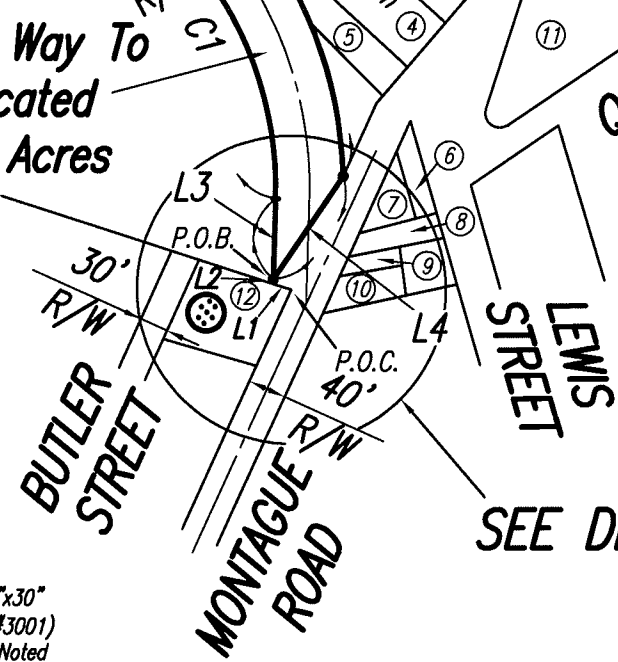 Way To
cated
Acres
C1
5
4
11
6
7
8
9
10
L3
P.O.B.
30'
R/W
L2
12
L1
L4
P.O.C.
40'
R/W
BUTLER
STREET
MONTAGUE
ROAD
LEWIS
STREET
SEE D
"x30"
#3001)
Noted